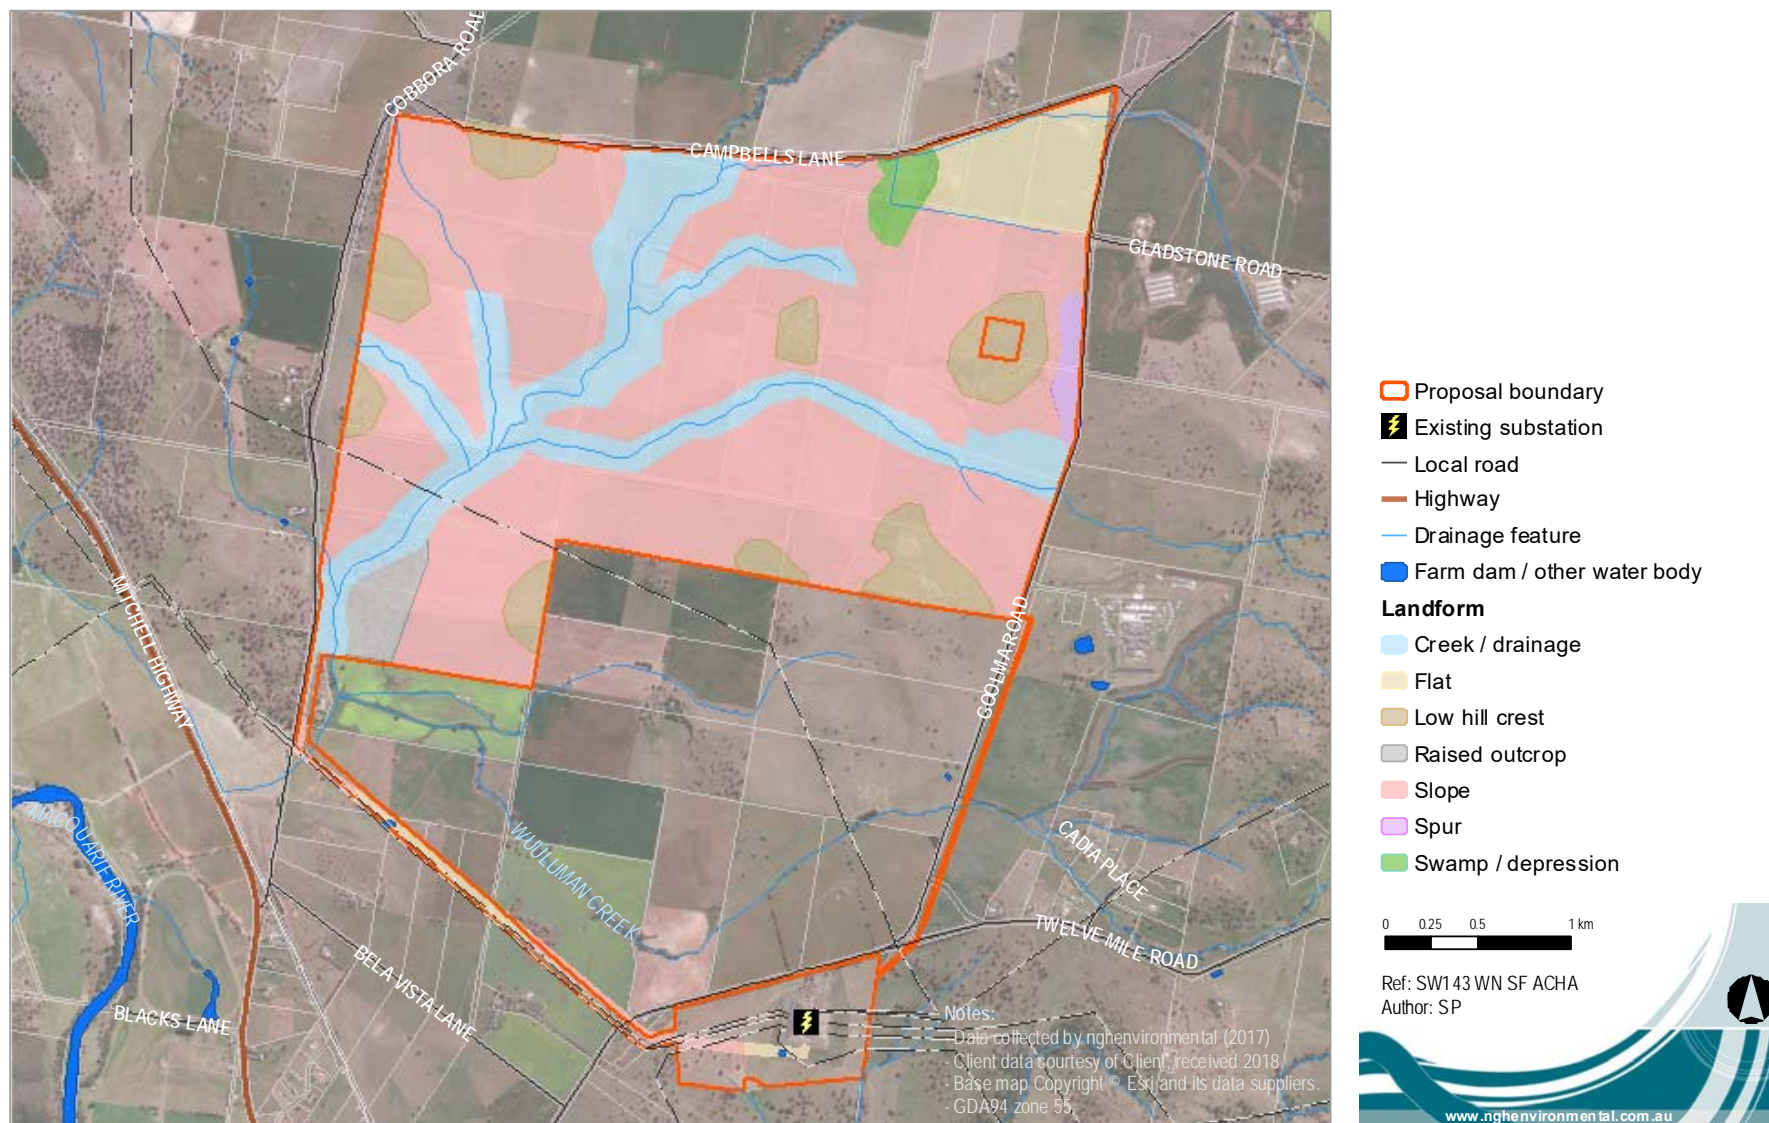 COBBORA ROAD
CAMPBELLS LANE
GLADSTONE ROAD
MITCHELL HIGHWAY
GOOLMA ROAD
MACQUARIE RIVER
WUULUMAN CREEK
CADIA PLACE
TWELVE MILE ROAD
BELA VISTA LANE
BLACKS LANE
Notes:
- Data collected by nghenvironmental (2017)
- Client data courtesy of Client, received 2018
- Base map Copyright © Esri and its data suppliers.
- GDA94 zone 55
Proposal boundary
Existing substation
Local road
Highway
Drainage feature
Farm dam / other water body
Landform
Creek / drainage
Flat
Low hill crest
Raised outcrop
Slope
Spur
Swamp / depression
0 0.25 0.5 1 km
Ref: SW143 WN SF ACHA
Author: SP
www.nghenvironmental.com.au